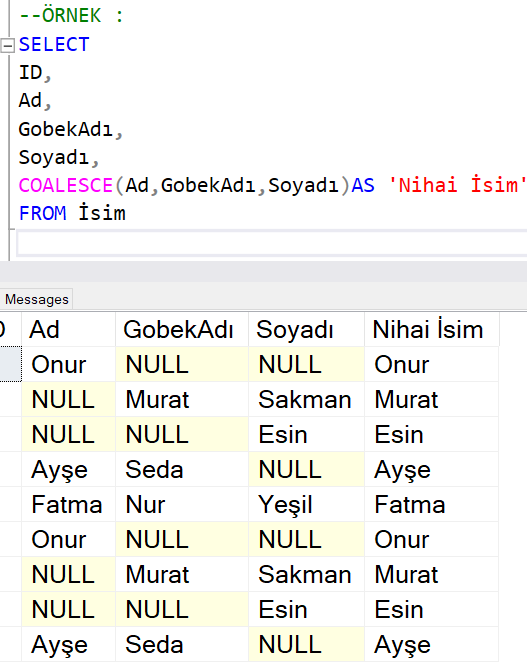 --ÖRNEK :
SELECT
ID,
Ad,
GobekAdı,
Soyadı,
COALESCE(Ad,GobekAdı,Soyadı)AS 'Nihai İsim'
FROM İsim
Messages
D Ad GobekAdı Soyadı Nihai İsim
Onur NULL NULL Onur
NULL Murat Sakman Murat
NULL NULL Esin Esin
Ayşe Seda NULL Ayşe
Fatma Nur Yeşil Fatma
Onur NULL NULL Onur
NULL Murat Sakman Murat
NULL NULL Esin Esin
Ayşe Seda NULL Ayşe